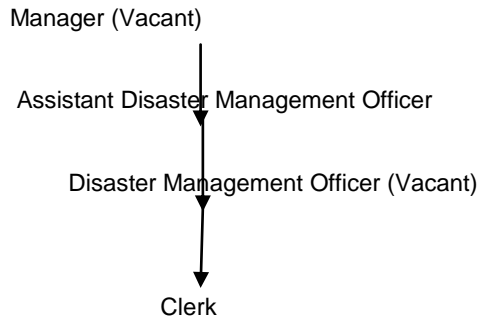 Manager (Vacant)
Assistant Disaster Management Officer
Disaster Management Officer (Vacant)
Clerk